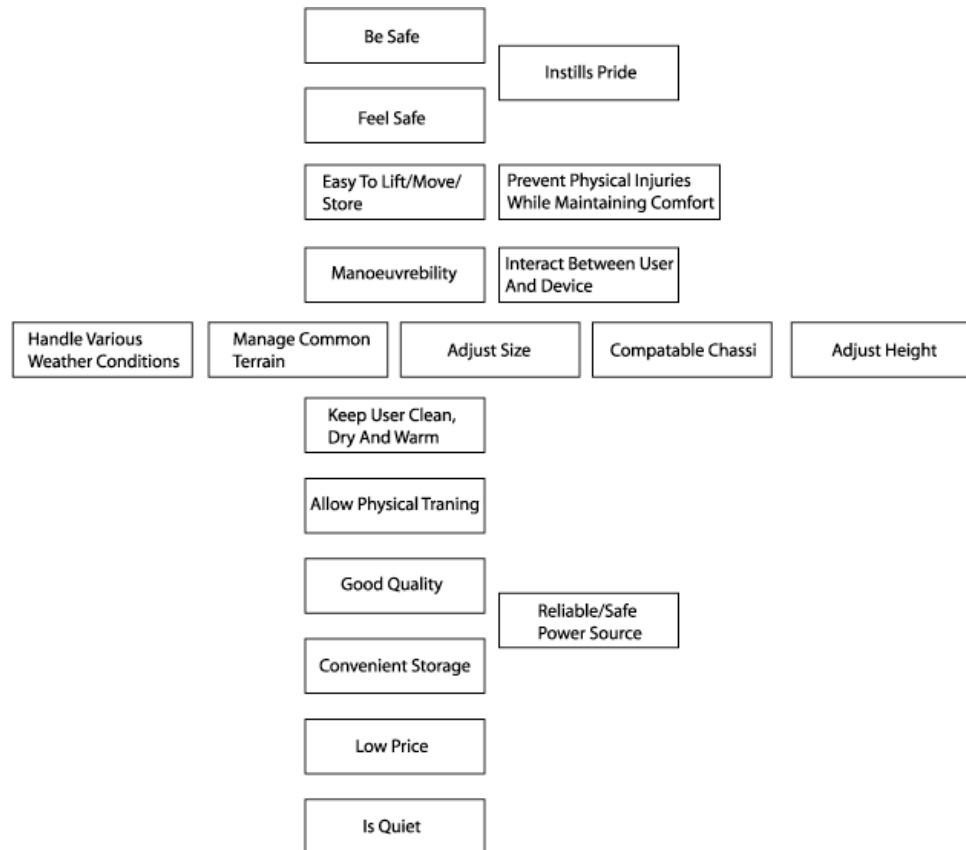 Be Safe
Instills Pride
Feel Safe
Easy To Lift/Move/
Store
Prevent Physical Injuries
While Maintaining Comfort
Manoeuvrebility
Interact Between User
And Device
Handle Various
Weather Conditions
Manage Common
Terrain
Adjust Size
Compatable Chassi
Adjust Height
Keep User Clean,
Dry And Warm
Allow Physical Traning
Good Quality
Reliable/Safe
Power Source
Convenient Storage
Low Price
Is Quiet